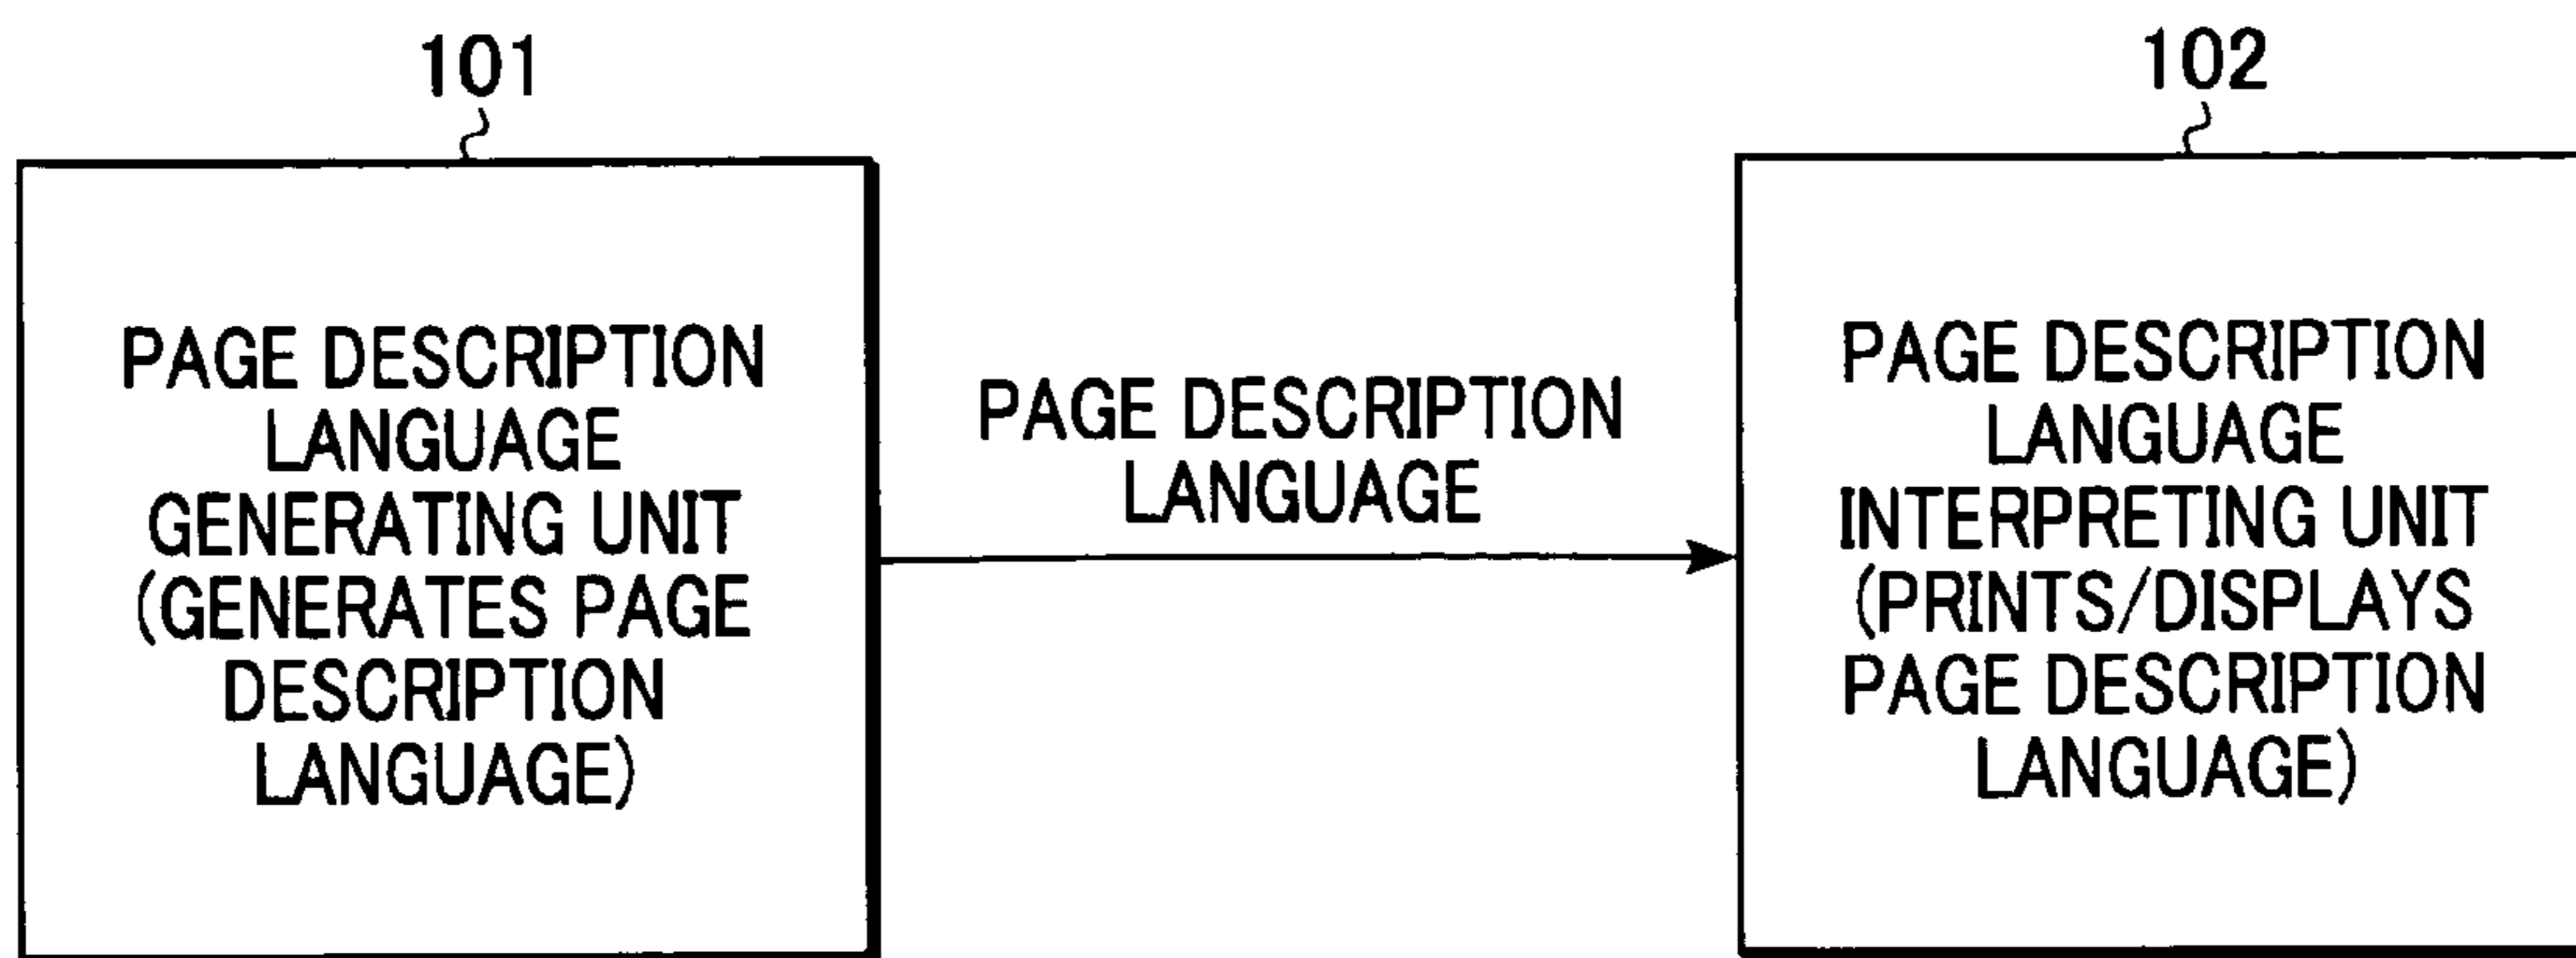 101
PAGE DESCRIPTION
LANGUAGE
GENERATING UNIT
(GENERATES PAGE
DESCRIPTION
LANGUAGE)
PAGE DESCRIPTION
LANGUAGE
102
PAGE DESCRIPTION
LANGUAGE
INTERPRETING UNIT
(PRINTS/DISPLAYS
PAGE DESCRIPTION
LANGUAGE)